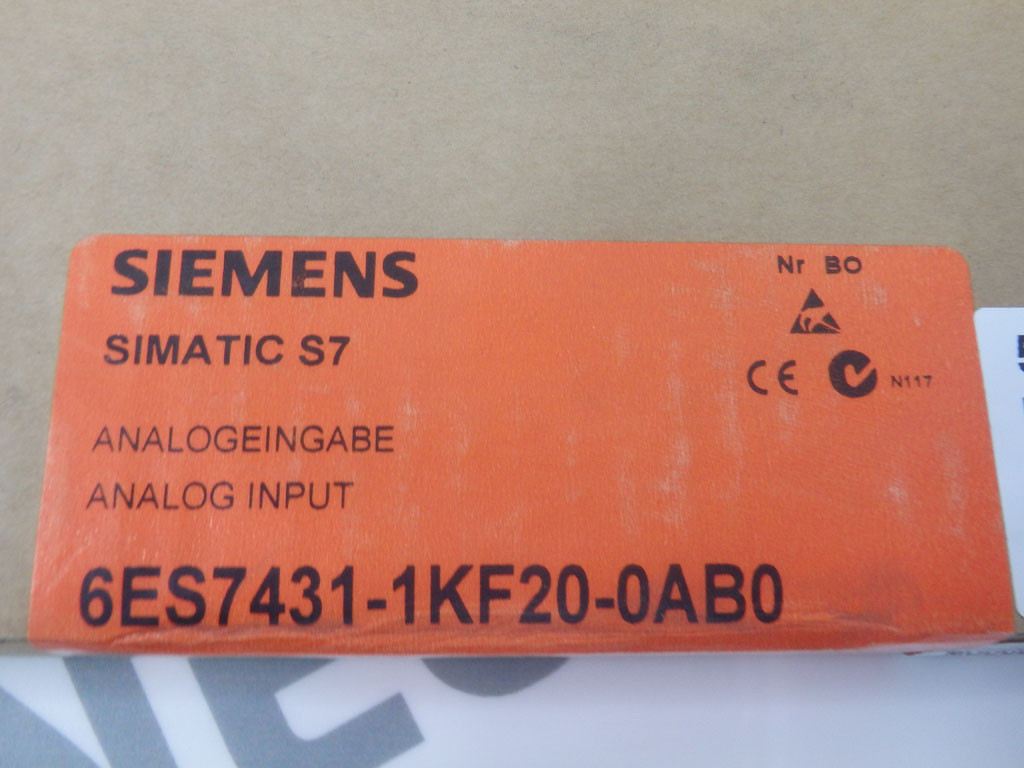 SIEMENS
Nr BO
SIMATIC S7
CE N117
ANALOGEINGABE
ANALOG INPUT
6ES7431-1KF20-0AB0